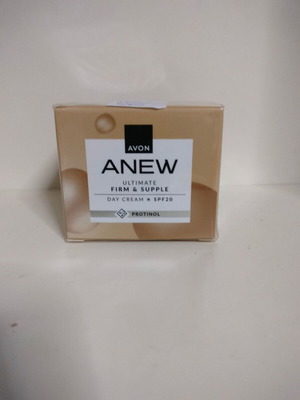 AVON
ANEW
ULTIMATE
FIRM & SUPPLE
DAY CREAM • SPF20
PROTINOL